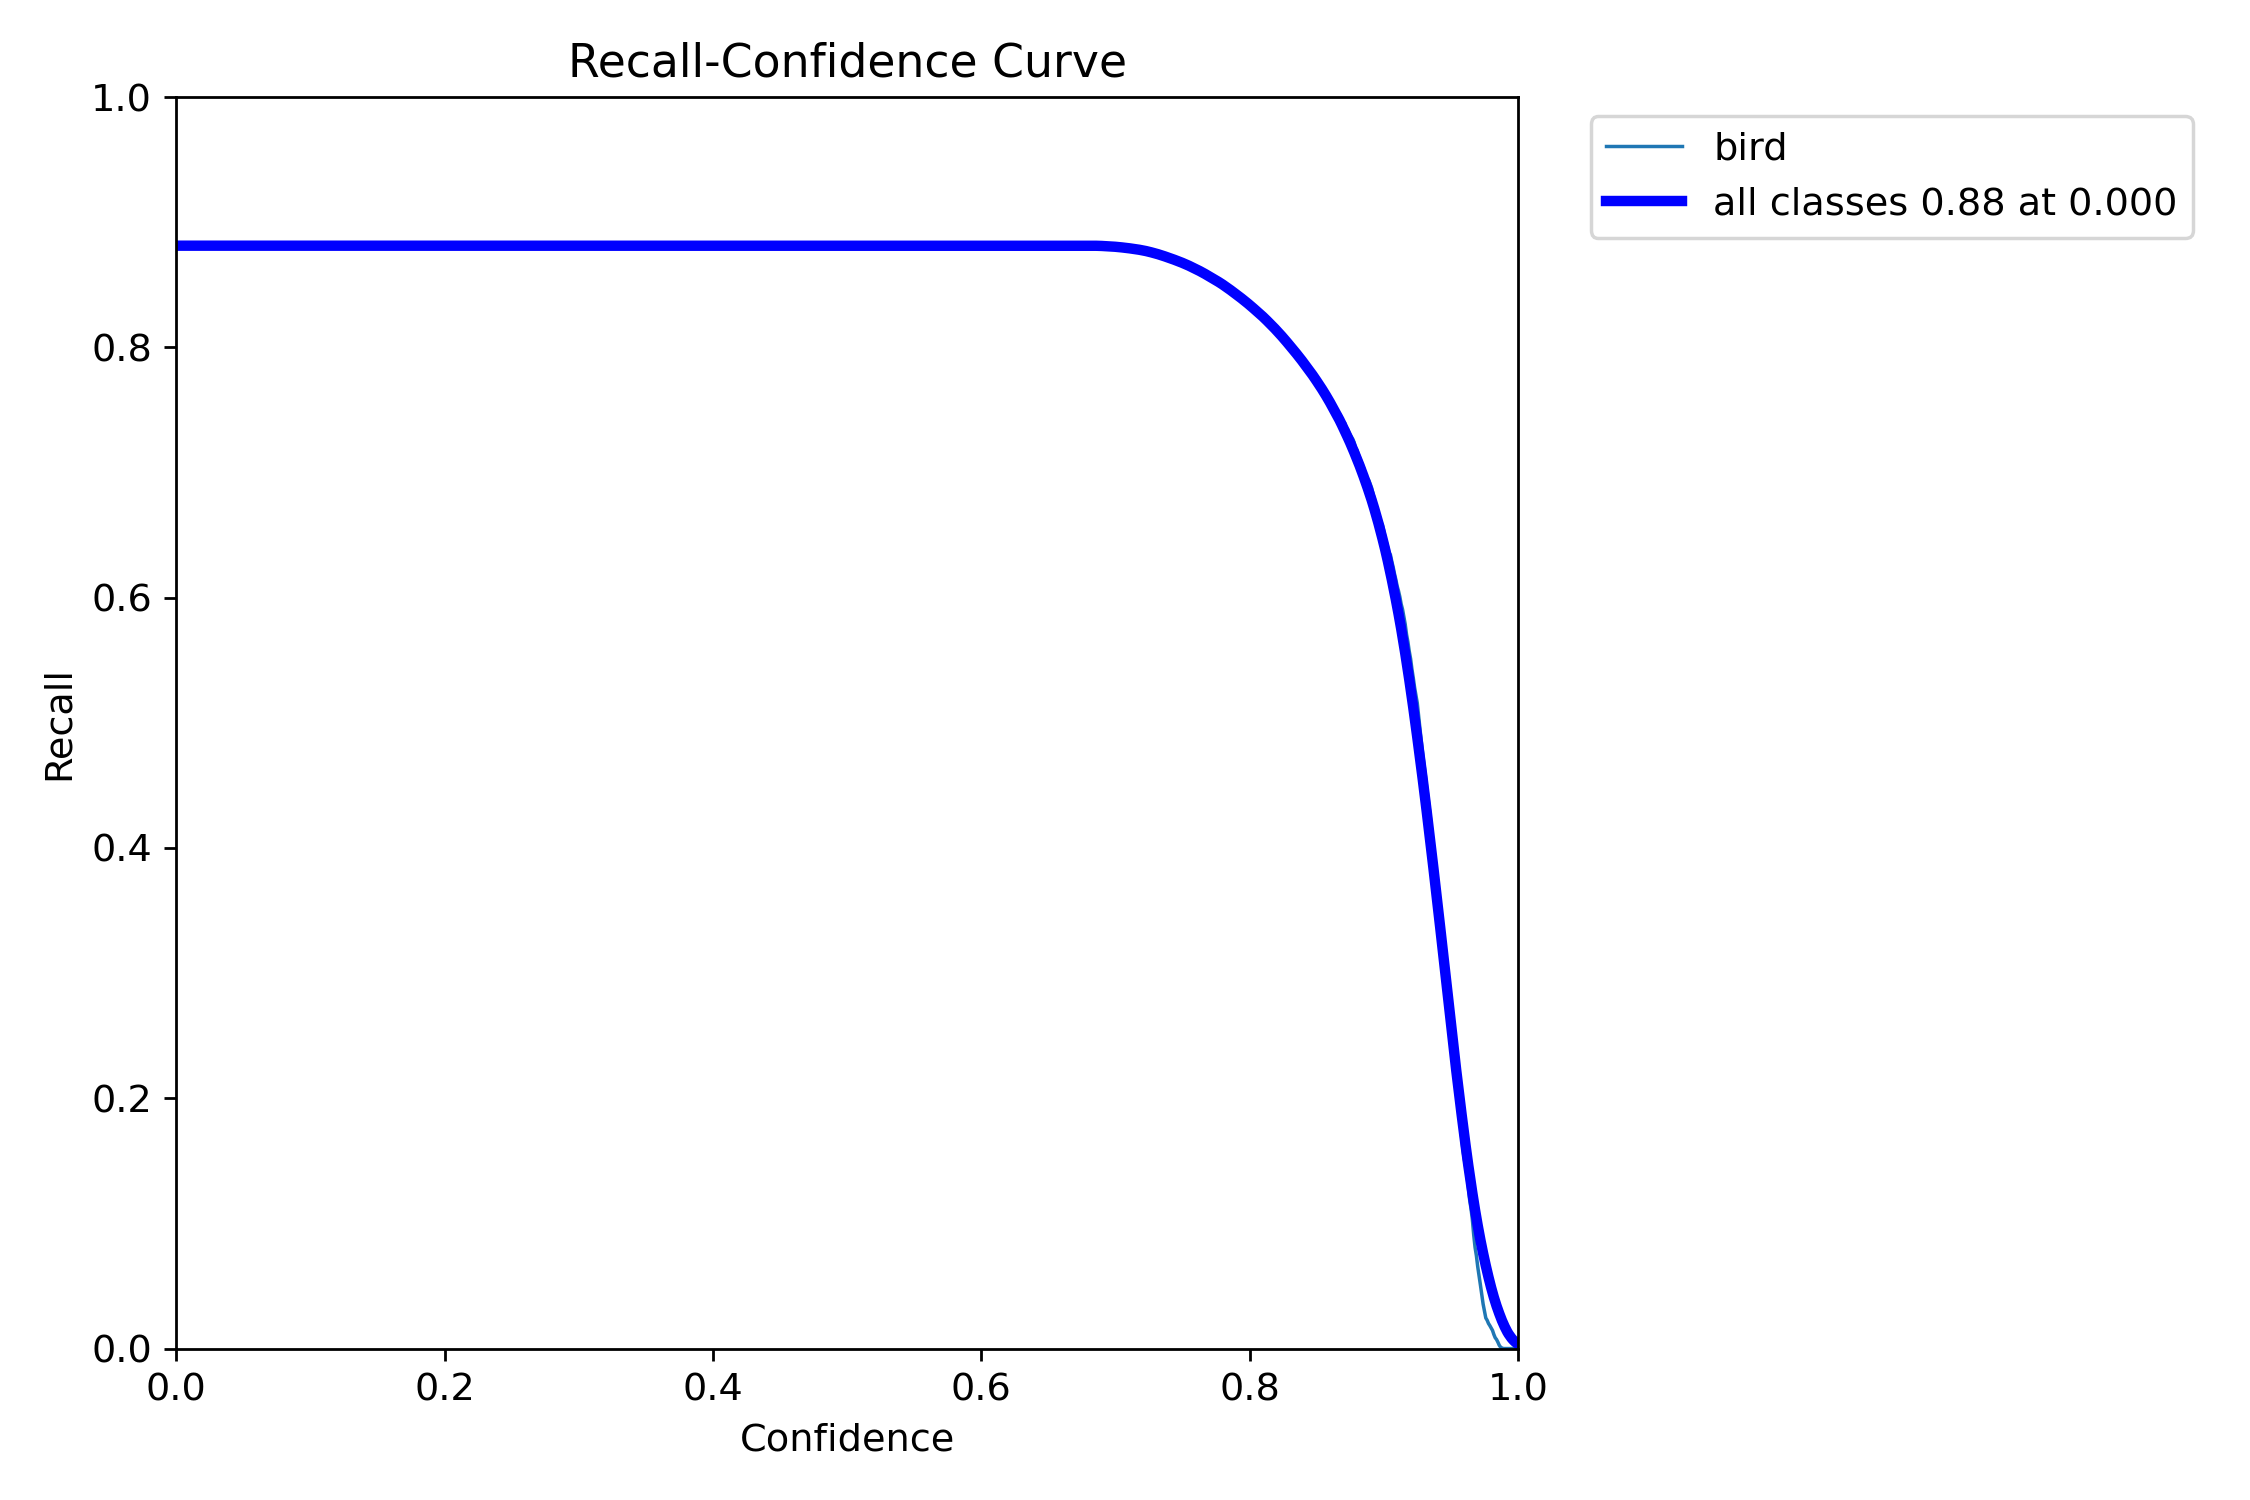 Recall-Confidence Curve
bird
all classes 0.88 at 0.000
1.0
0.8
0.6
0.4
0.2
0.0
Recall
0.0 0.2 0.4 0.6 0.8 1.0
Confidence